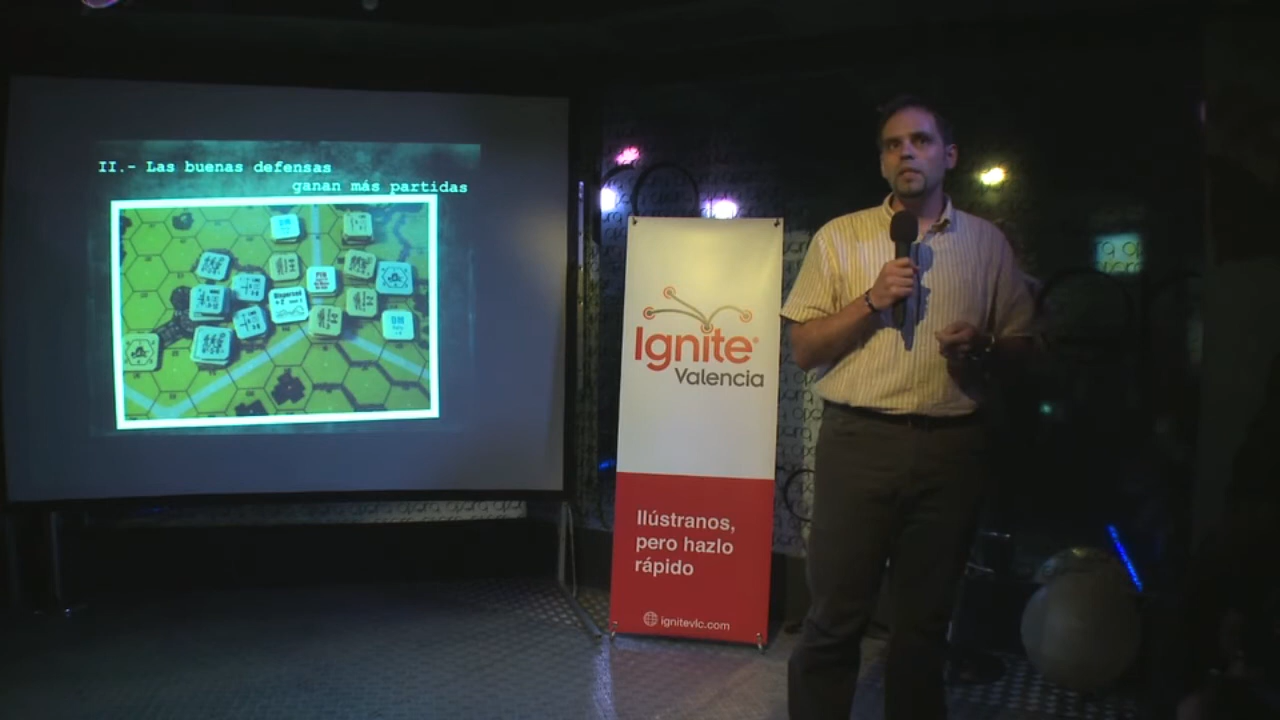 II.- Las buenas defensas
ganan más partidas
Ignite
Valencia
Ilústranos,
pero hazlo
rápido
ignitevlc.com